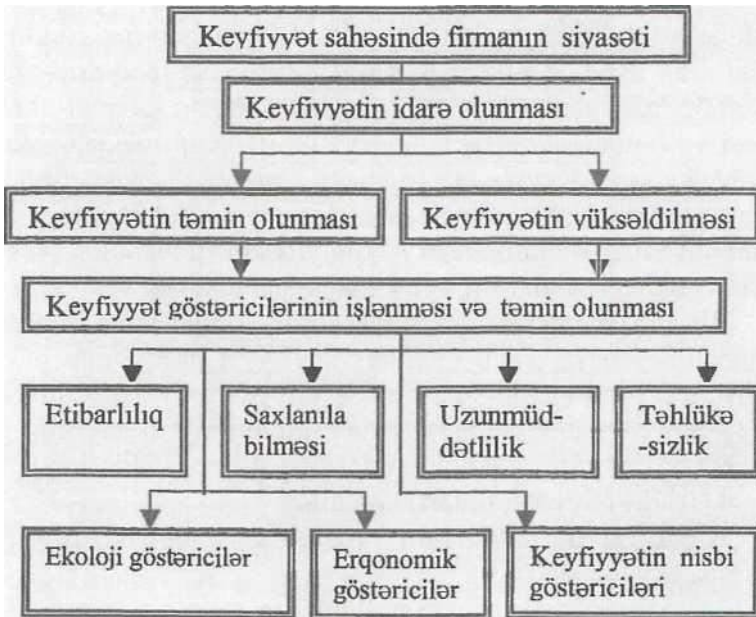 Keyfiyyət sahəsində firmanın siyasəti
Keyfiyyətin idarə olunması
Keyfiyyətin təmin olunması
Keyfiyyətin yüksəldilməsi
Keyfiyyət göstəricilərinin işlənməsi və təmin olunması
Etibarlılıq
Saxlanıla
bilməsi
Uzunmüd-
dətlilik
Təhlükə
-sizlik
Ekoloji göstəricilər
Erqonomik
göstəricilər
Keyfiyyətin nisbi
göstəriciləri